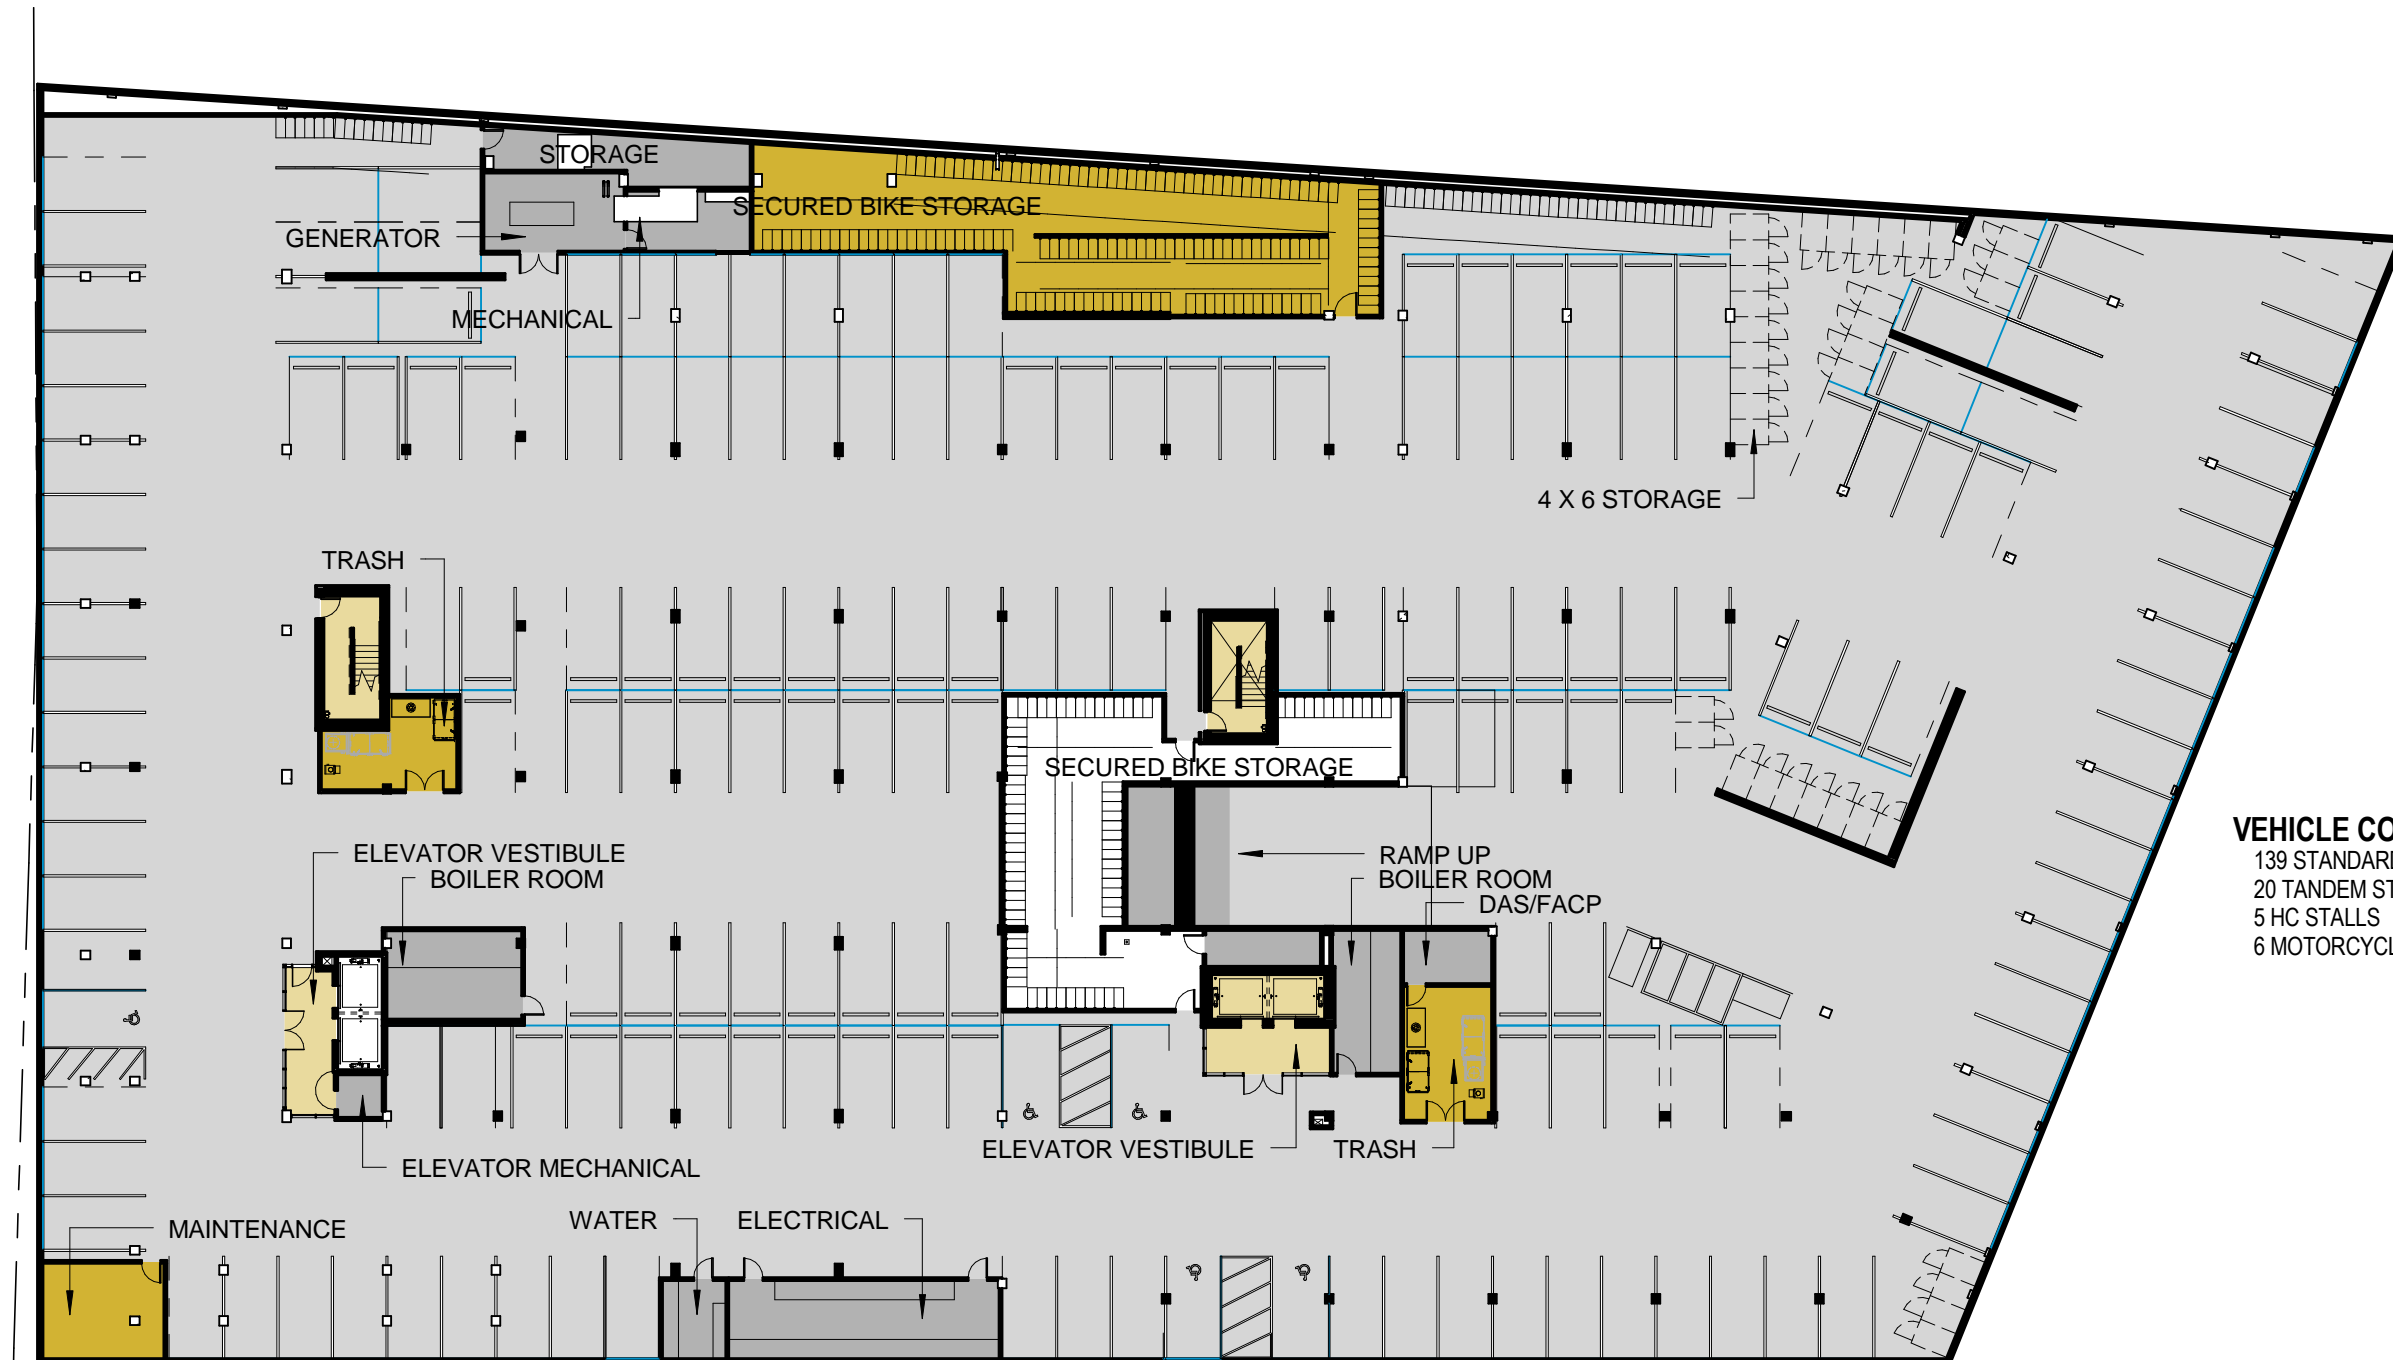 STORAGE
SECURED BIKE STORAGE
GENERATOR
MECHANICAL
4 X 6 STORAGE
TRASH
SECURED BIKE STORAGE
ELEVATOR VESTIBULE
BOILER ROOM
RAMP UP
BOILER ROOM
DAS/FACP
VEHICLE CO
139 STANDARD
20 TANDEM ST
5 HC STALLS
6 MOTORCYCL
ELEVATOR VESTIBULE
TRASH
ELEVATOR MECHANICAL
MAINTENANCE
WATER
ELECTRICAL